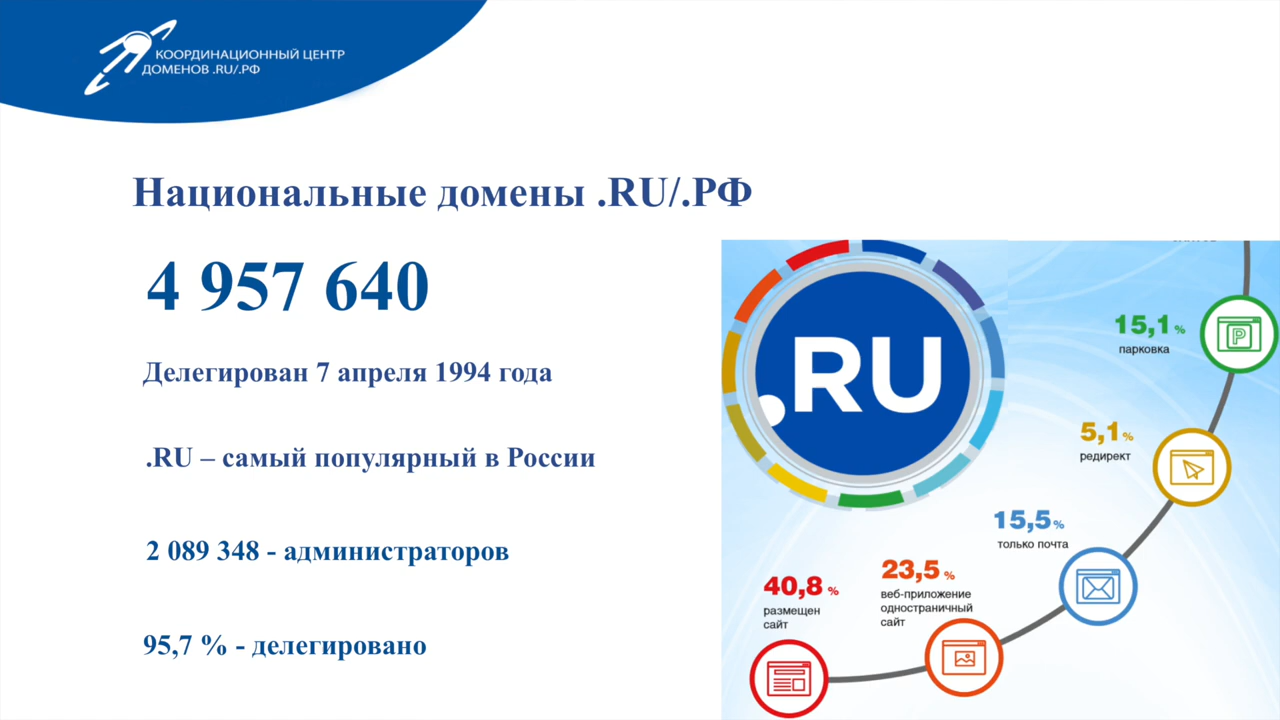 КООРДИНАЦИОННЫЙ ЦЕНТР
ДОМЕНОВ .RU/.РФ
Национальные домены .RU/.РФ
4 957 640
Делегирован 7 апреля 1994 года
.RU – самый популярный в России
2 089 348 - администраторов
95,7 % - делегировано
.RU
15,1 %
парковка
P
5,1 %
редирект
15,5 %
только почта
23,5 %
веб-приложение
одностраничный
сайт
40,8 %
размещен
сайт